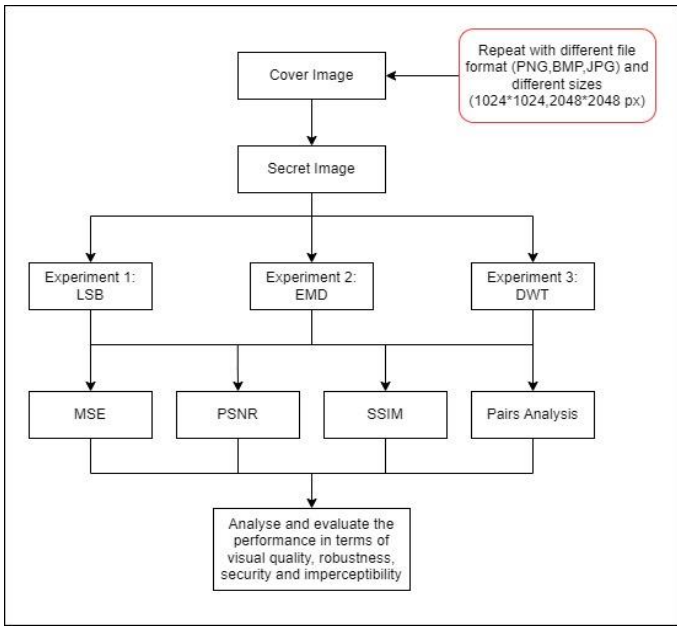 Cover Image
Repeat with different file
format (PNG,BMP,JPG) and
different sizes
(1024*1024,2048*2048 px)
Secret Image
Experiment 1:
LSB
Experiment 2:
EMD
Experiment 3:
DWT
MSE
PSNR
SSIM
Pairs Analysis
Analyse and evaluate the
performance in terms of
visual quality, robustness,
security and imperceptibility